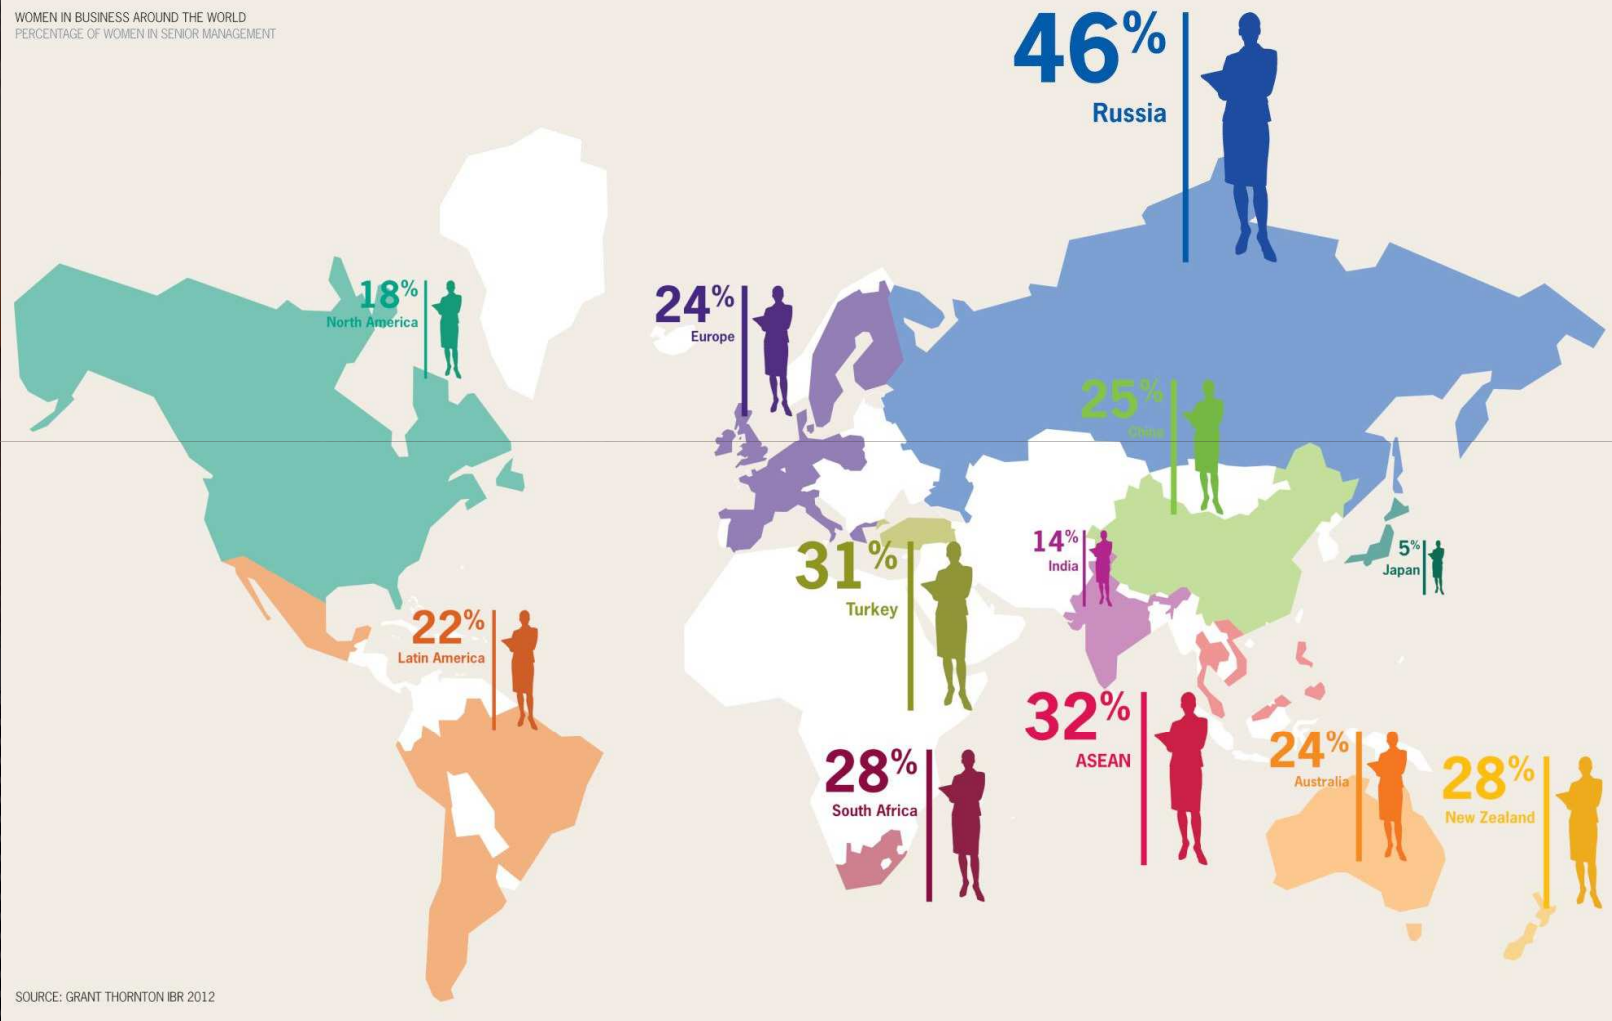 WOMEN IN BUSINESS AROUND THE WORLD
PERCENTAGE OF WOMEN IN SENIOR MANAGEMENT
46%
Russia
18%
North America
24%
Europe
25%
China
31%
Turkey
14%
India
5%
Japan
22%
Latin America
32%
ASEAN
28%
South Africa
24%
Australia
28%
New Zealand
SOURCE: GRANT THORNTON IBR 2012